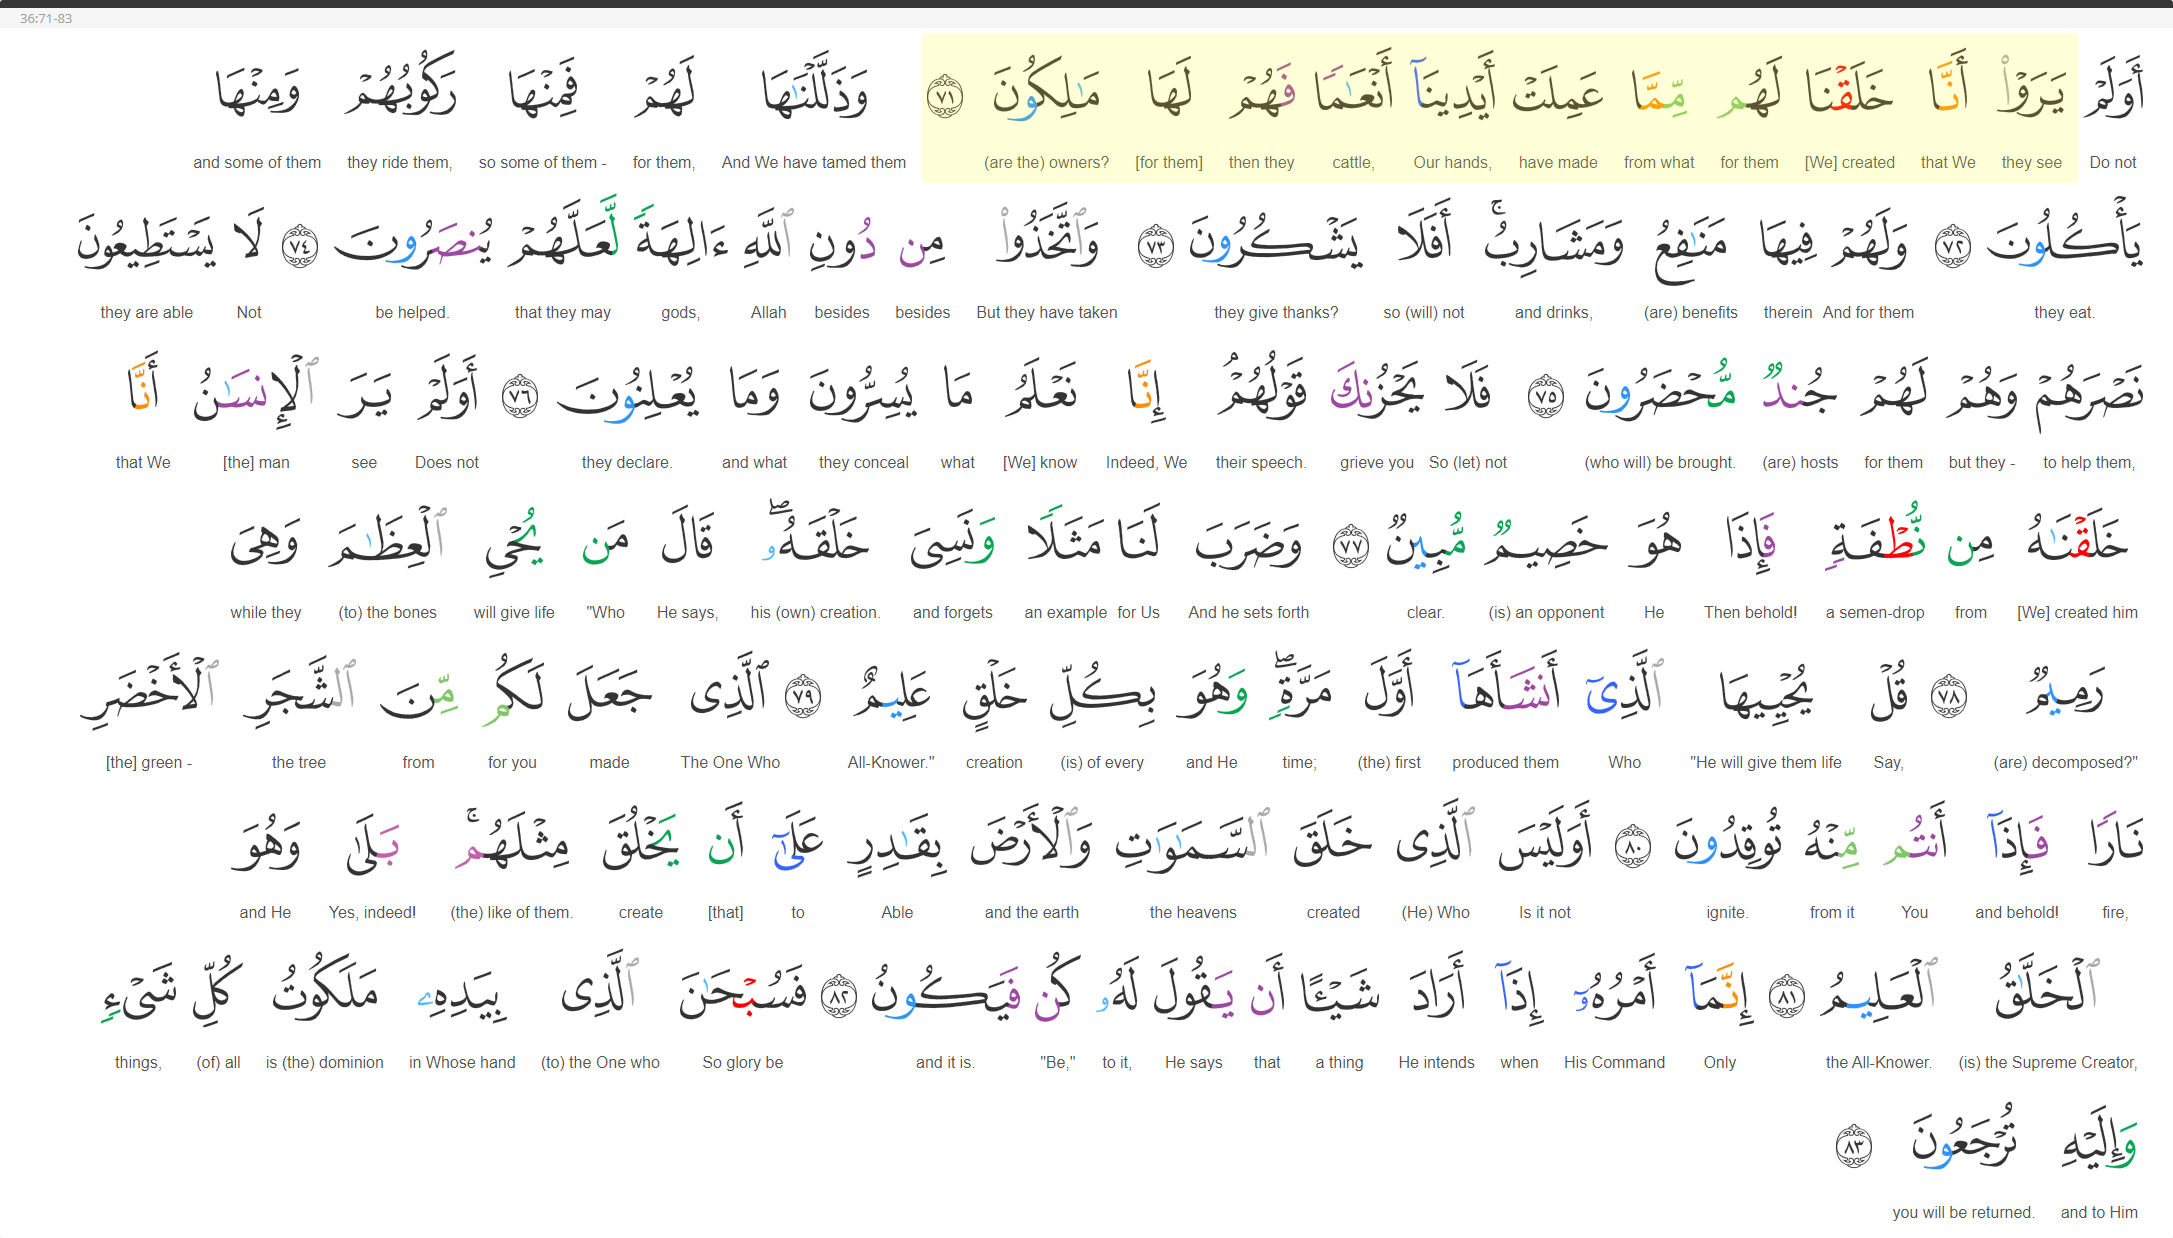 36:71-83
أَوَلَمْ يَرَوْا۟ أَنَّا خَلَقْنَا لَهُم مِّمَّا عَمِلَتْ أَيْدِينَآ أَنْعَـٰمًا فَهُمْ لَهَا مَـٰلِكُونَ ٧١ وَذَلَّلْنَـٰهَا لَهُمْ فَمِنْهَا رَكُوبُهُمْ وَمِنْهَا
Do not they see that We [We] created for them from what have made Our hands, cattle, then they [for them] (are the) owners? And We have tamed them for them, so some of them - they ride them, and some of them
يَأْكُلُونَ ٧٢ وَلَهُمْ فِيهَا مَنَـٰفِعُ وَمَشَارِبُ ۚ أَفَلَا يَشْكُرُونَ ٧٣ وَٱتَّخَذُوا۟ مِن دُونِ ٱللَّهِ ءَالِهَةً لَّعَلَّهُمْ يُنصَرُونَ ٧٤ لَا يَسْتَطِيعُونَ
they eat. And for them therein (are) benefits and drinks, so (will) not they give thanks? But they have taken besides besides Allah gods, that they may be helped. Not they are able
نَصْرَهُمْ وَهُمْ لَهُمْ جُندٌ مُّحْضَرُونَ ٧٥ فَلَا يَحْزُنكَ قَوْلُهُمْ ۘ إِنَّا نَعْلَمُ مَا يُسِرُّونَ وَمَا يُعْلِنُونَ ٧٦ أَوَلَمْ يَرَ ٱلْإِنسَـٰنُ أَنَّا
to help them, but they - for them (are) hosts (who will) be brought. So (let) not grieve you their speech. Indeed, We [We] know what they conceal and what they declare. Does not see [the] man that We
خَلَقْنَـٰهُ مِن نُّطْفَةٍ فَإِذَا هُوَ خَصِيمٌ مُّبِينٌ ٧٧ وَضَرَبَ لَنَا مَثَلًا وَنَسِىَ خَلْقَهُۥ ۖ قَالَ مَن يُحْىِ ٱلْعِظَـٰمَ وَهِىَ
[We] created him from a semen-drop Then behold! He (is) an opponent clear. And he sets forth for Us an example and forgets his (own) creation. He says, "Who will give life (to) the bones while they
رَمِيمٌ ٧٨ قُلْ يُحْيِيهَا ٱلَّذِىٓ أَنشَأَهَآ أَوَّلَ مَرَّةٍ ۖ وَهُوَ بِكُلِّ خَلْقٍ عَلِيمٌ ٧٩ ٱلَّذِى جَعَلَ لَكُم مِّنَ ٱلشَّجَرِ ٱلْأَخْضَرِ
(are) decomposed?" Say, "He will give them life Who produced them (the) first time; and He (is) of every creation All-Knower." The One Who made for you from the tree [the] green -
نَارًا فَإِذَآ أَنتُم مِّنْهُ تُوقِدُونَ ٨٠ أَوَلَيْسَ ٱلَّذِى خَلَقَ ٱلسَّمَـٰوَٰتِ وَٱلْأَرْضَ بِقَـٰدِرٍ عَلَىٰٓ أَن يَخْلُقَ مِثْلَهُم ۚ بَلَىٰ وَهُوَ
fire, and behold! You from it ignite. Is it not (He) Who created the heavens and the earth Able to [that] create (the) like of them. Yes, indeed! and He
ٱلْخَلَّـٰقُ ٱلْعَلِيمُ ٨١ إِنَّمَآ أَمْرُهُۥٓ إِذَآ أَرَادَ شَيْـًٔا أَن يَقُولَ لَهُۥ كُن فَيَكُونُ ٨٢ فَسُبْحَـٰنَ ٱلَّذِى بِيَدِهِۦ مَلَكُوتُ كُلِّ شَىْءٍ
(is) the Supreme Creator, the All-Knower. Only His Command when He intends a thing that He says to it, "Be," and it is. So glory be (to) the One who in Whose hand is (the) dominion (of) all things,
وَإِلَيْهِ تُرْجَعُونَ ٨٣
and to Him you will be returned.